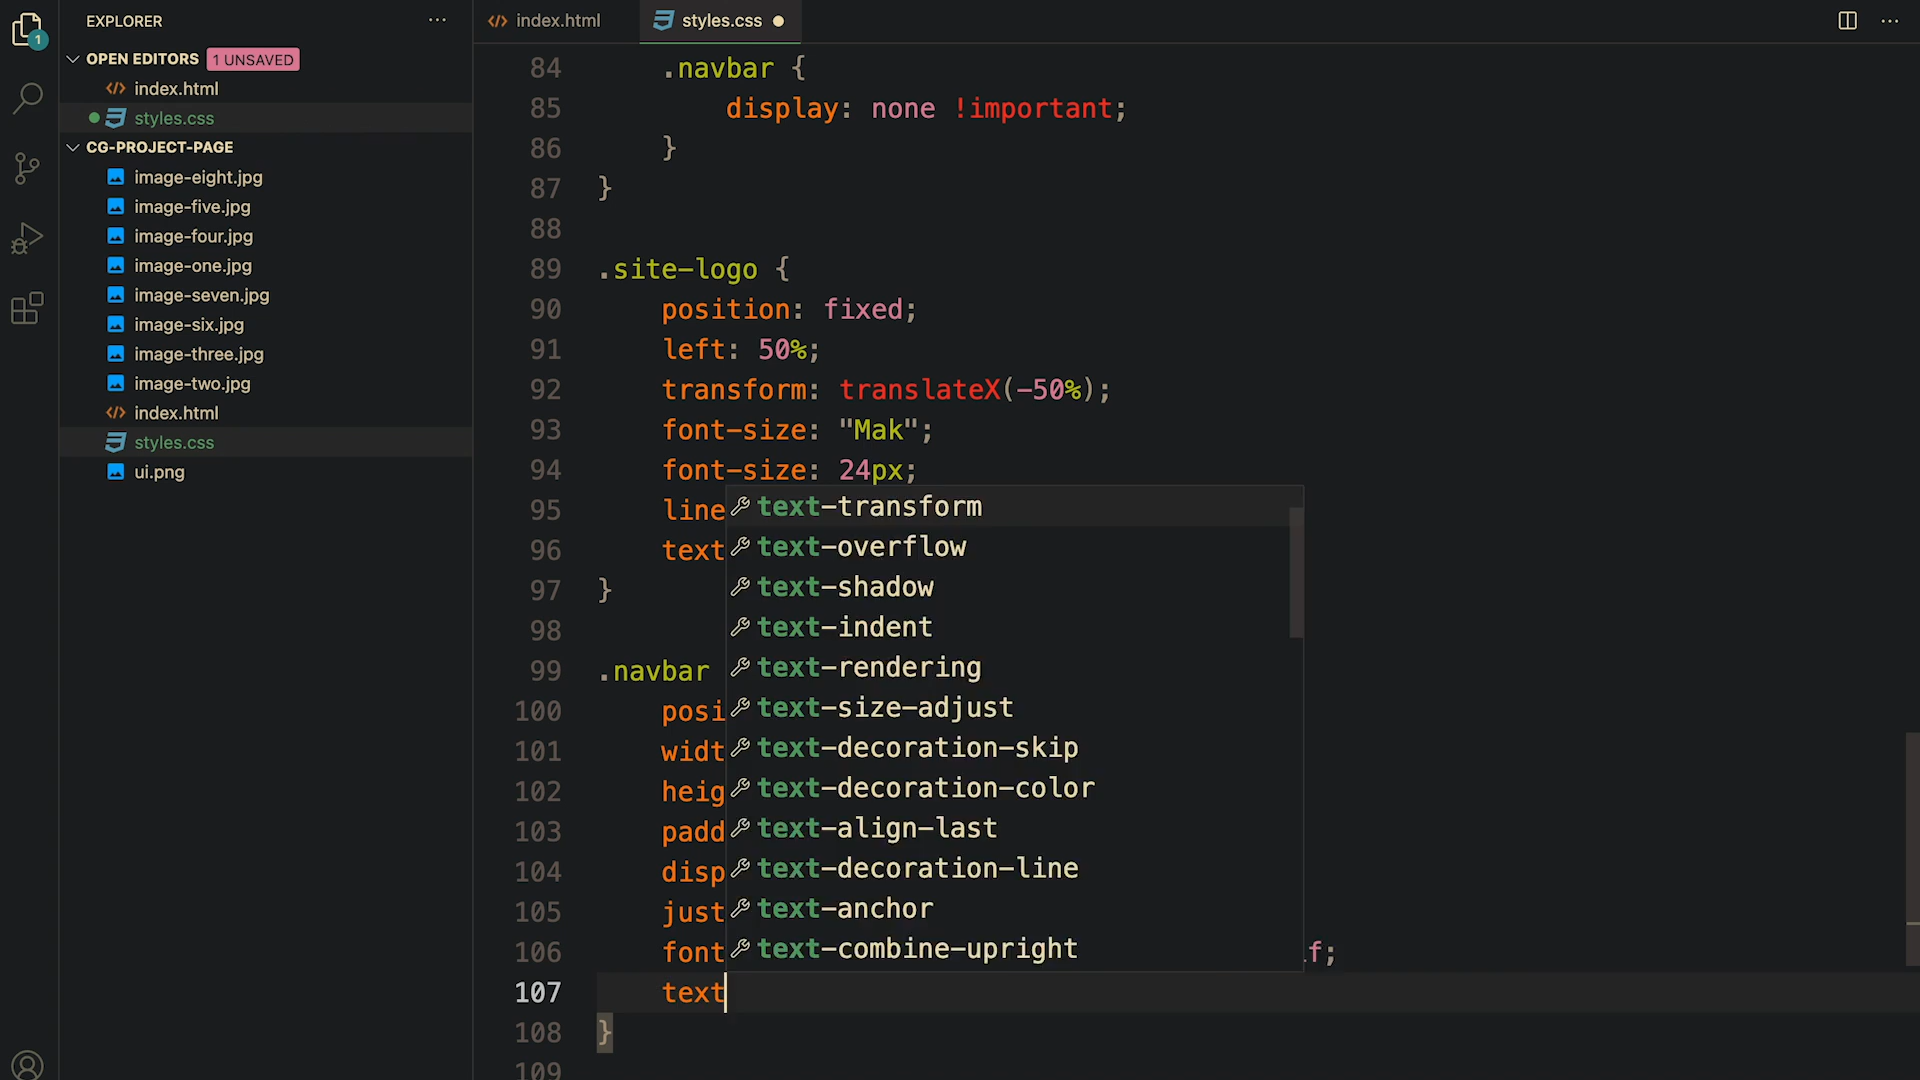 EXPLORER
OPEN EDITORS 1 UNSAVED
index.html
styles.css
CG-PROJECT-PAGE
image-eight.jpg
image-five.jpg
image-four.jpg
image-one.jpg
image-seven.jpg
image-six.jpg
image-three.jpg
image-two.jpg
index.html
styles.css
ui.png
1
index.html
styles.css
84 .navbar {
85 display: none !important;
86 }
87 }
88
89 .site-logo {
90 position: fixed;
91 left: 50%;
92 transform: translateX(-50%);
93 font-size: "Mak";
94 font-size: 24px;
95 line
96 text
97 }
98
99 .navbar
100 posi
101 widt
102 heig
103 padd
104 disp
105 just
106 font f;
107 text
108 }
109
text-transform
text-overflow
text-shadow
text-indent
text-rendering
text-size-adjust
text-decoration-skip
text-decoration-color
text-align-last
text-decoration-line
text-anchor
text-combine-upright